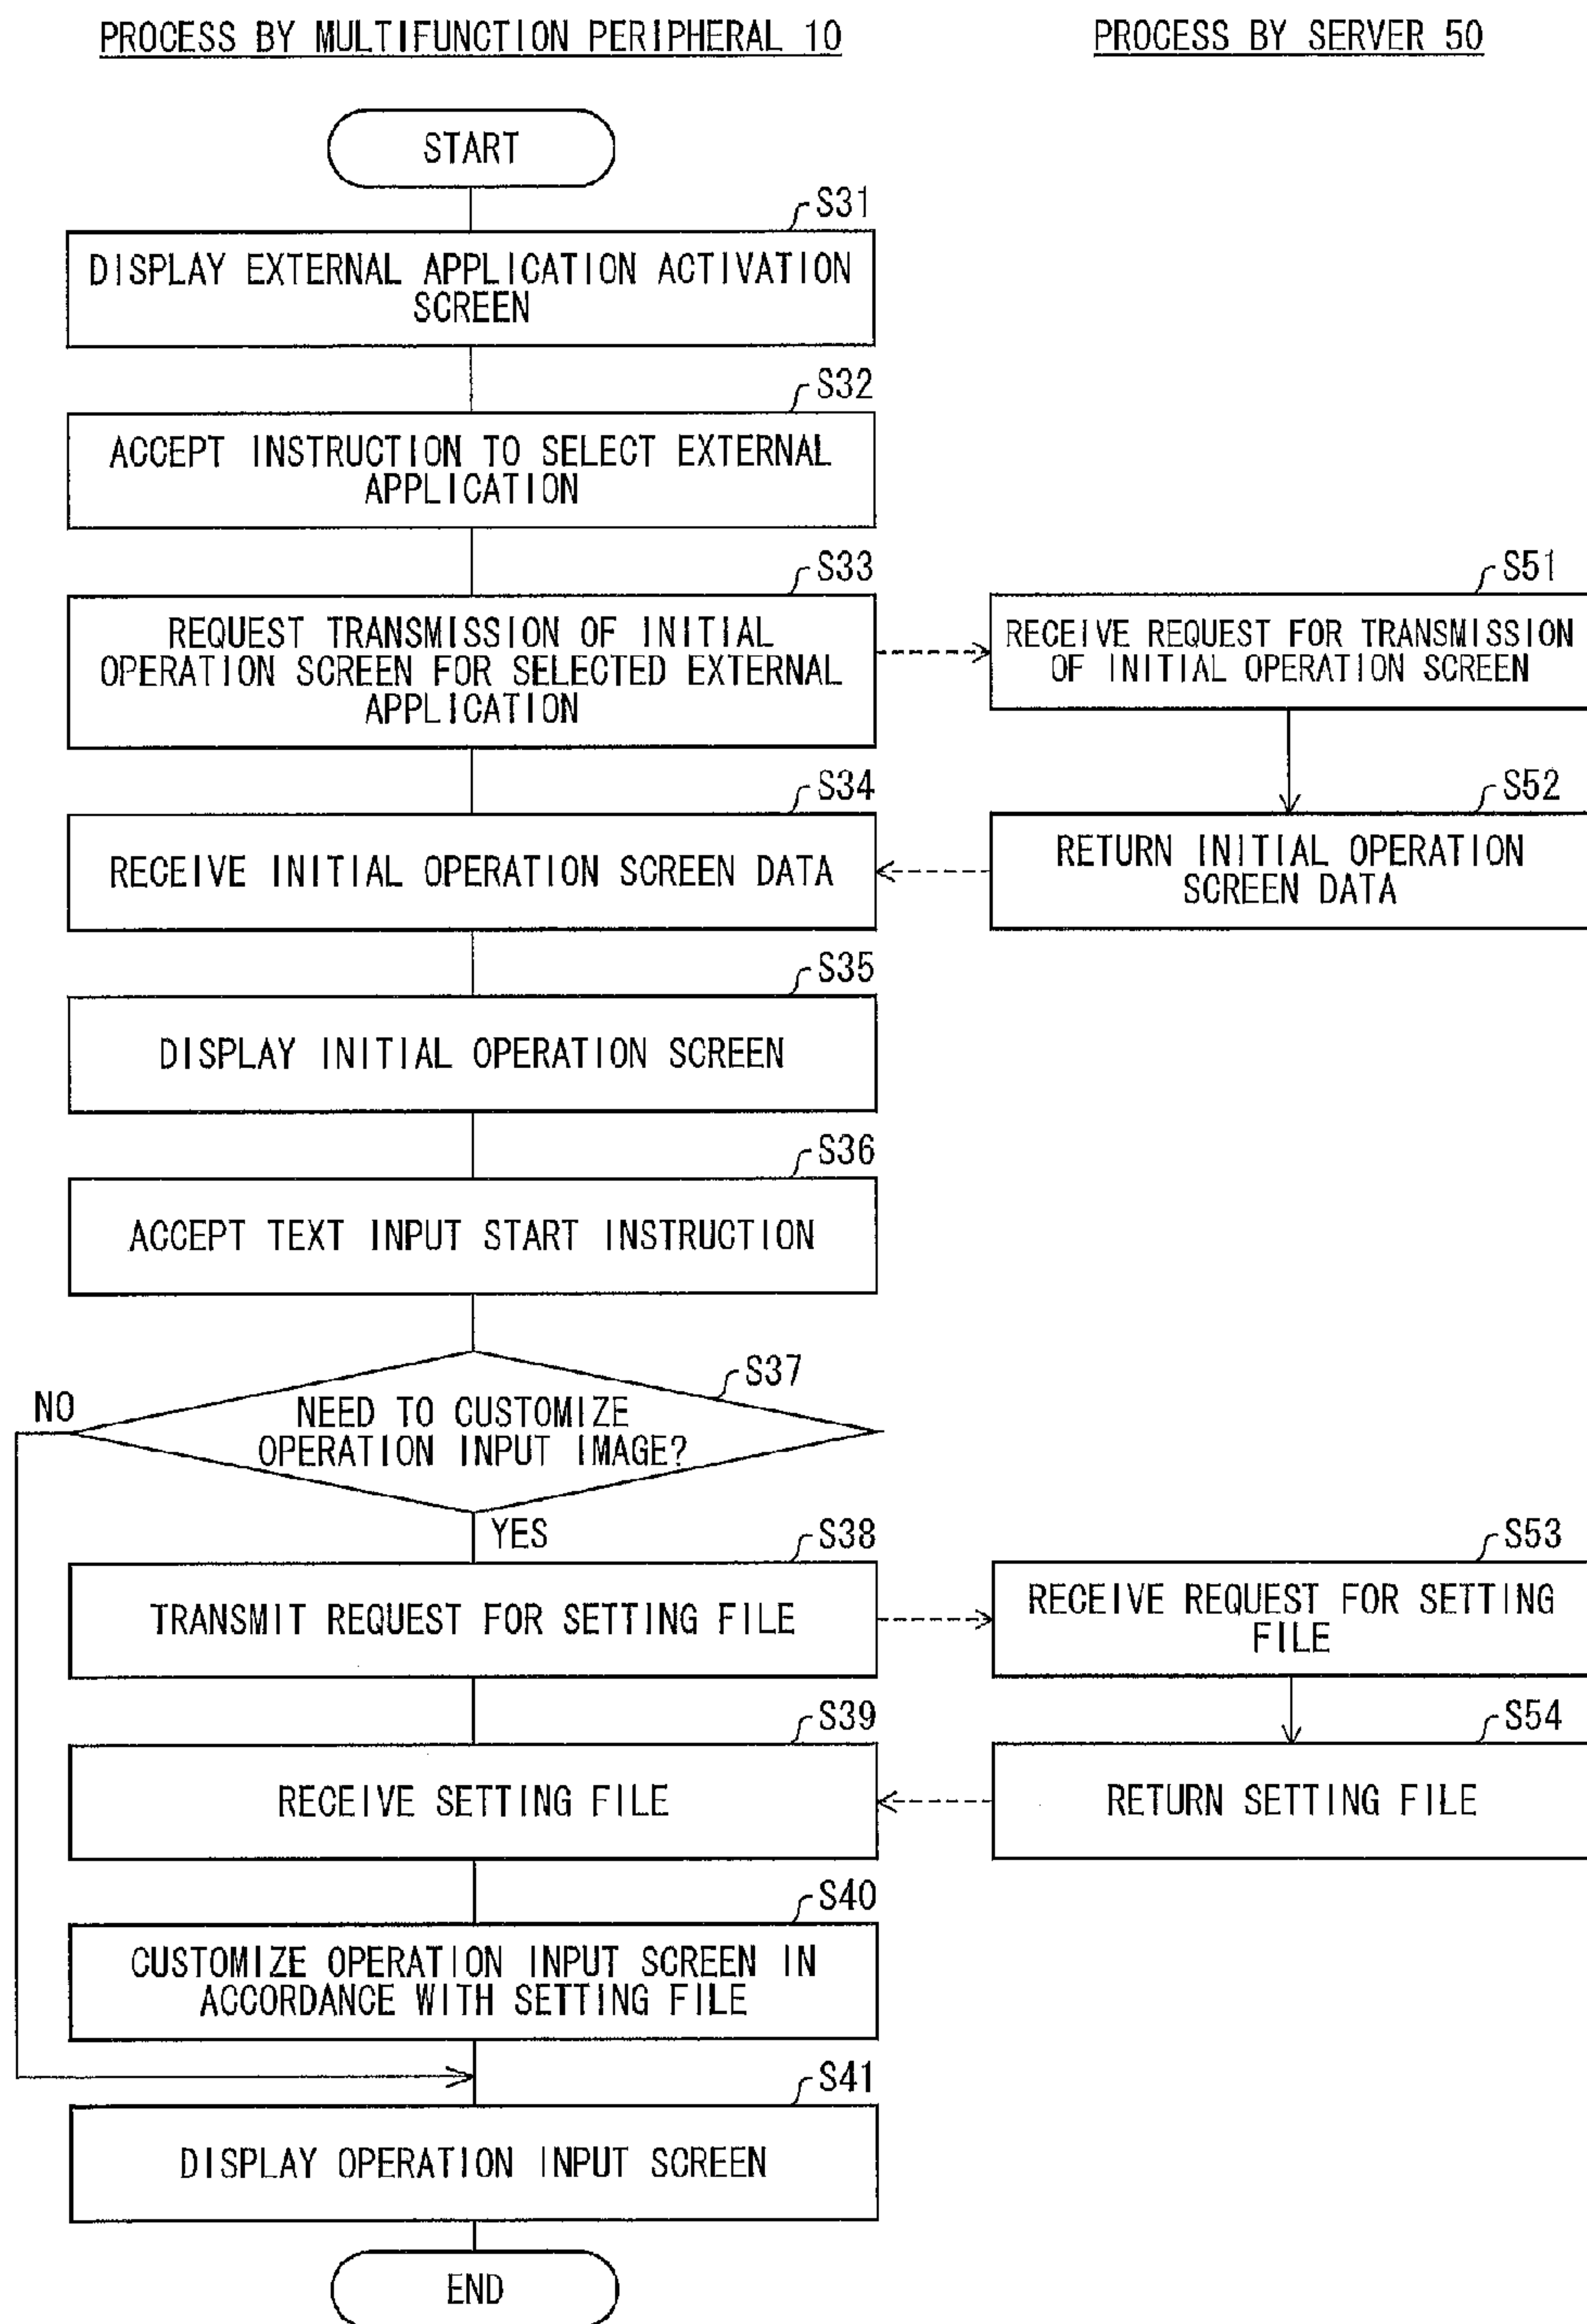 PROCESS BY MULTIFUNCTION PERIPHERAL 10
PROCESS BY SERVER 50
START
S31
DISPLAY EXTERNAL APPLICATION ACTIVATION
SCREEN
S32
ACCEPT INSTRUCTION TO SELECT EXTERNAL
APPLICATION
S33
REQUEST TRANSMISSION OF INITIAL
OPERATION SCREEN FOR SELECTED EXTERNAL
APPLICATION
S51
RECEIVE REQUEST FOR TRANSMISSION
OF INITIAL OPERATION SCREEN
S34
RECEIVE INITIAL OPERATION SCREEN DATA
S52
RETURN INITIAL OPERATION
SCREEN DATA
S35
DISPLAY INITIAL OPERATION SCREEN
S36
ACCEPT TEXT INPUT START INSTRUCTION
S37
NO
NEED TO CUSTOMIZE
OPERATION INPUT IMAGE?
YES
S38
TRANSMIT REQUEST FOR SETTING FILE
S53
RECEIVE REQUEST FOR SETTING
FILE
S39
RECEIVE SETTING FILE
S54
RETURN SETTING FILE
S40
CUSTOMIZE OPERATION INPUT SCREEN IN
ACCORDANCE WITH SETTING FILE
S41
DISPLAY OPERATION INPUT SCREEN
END